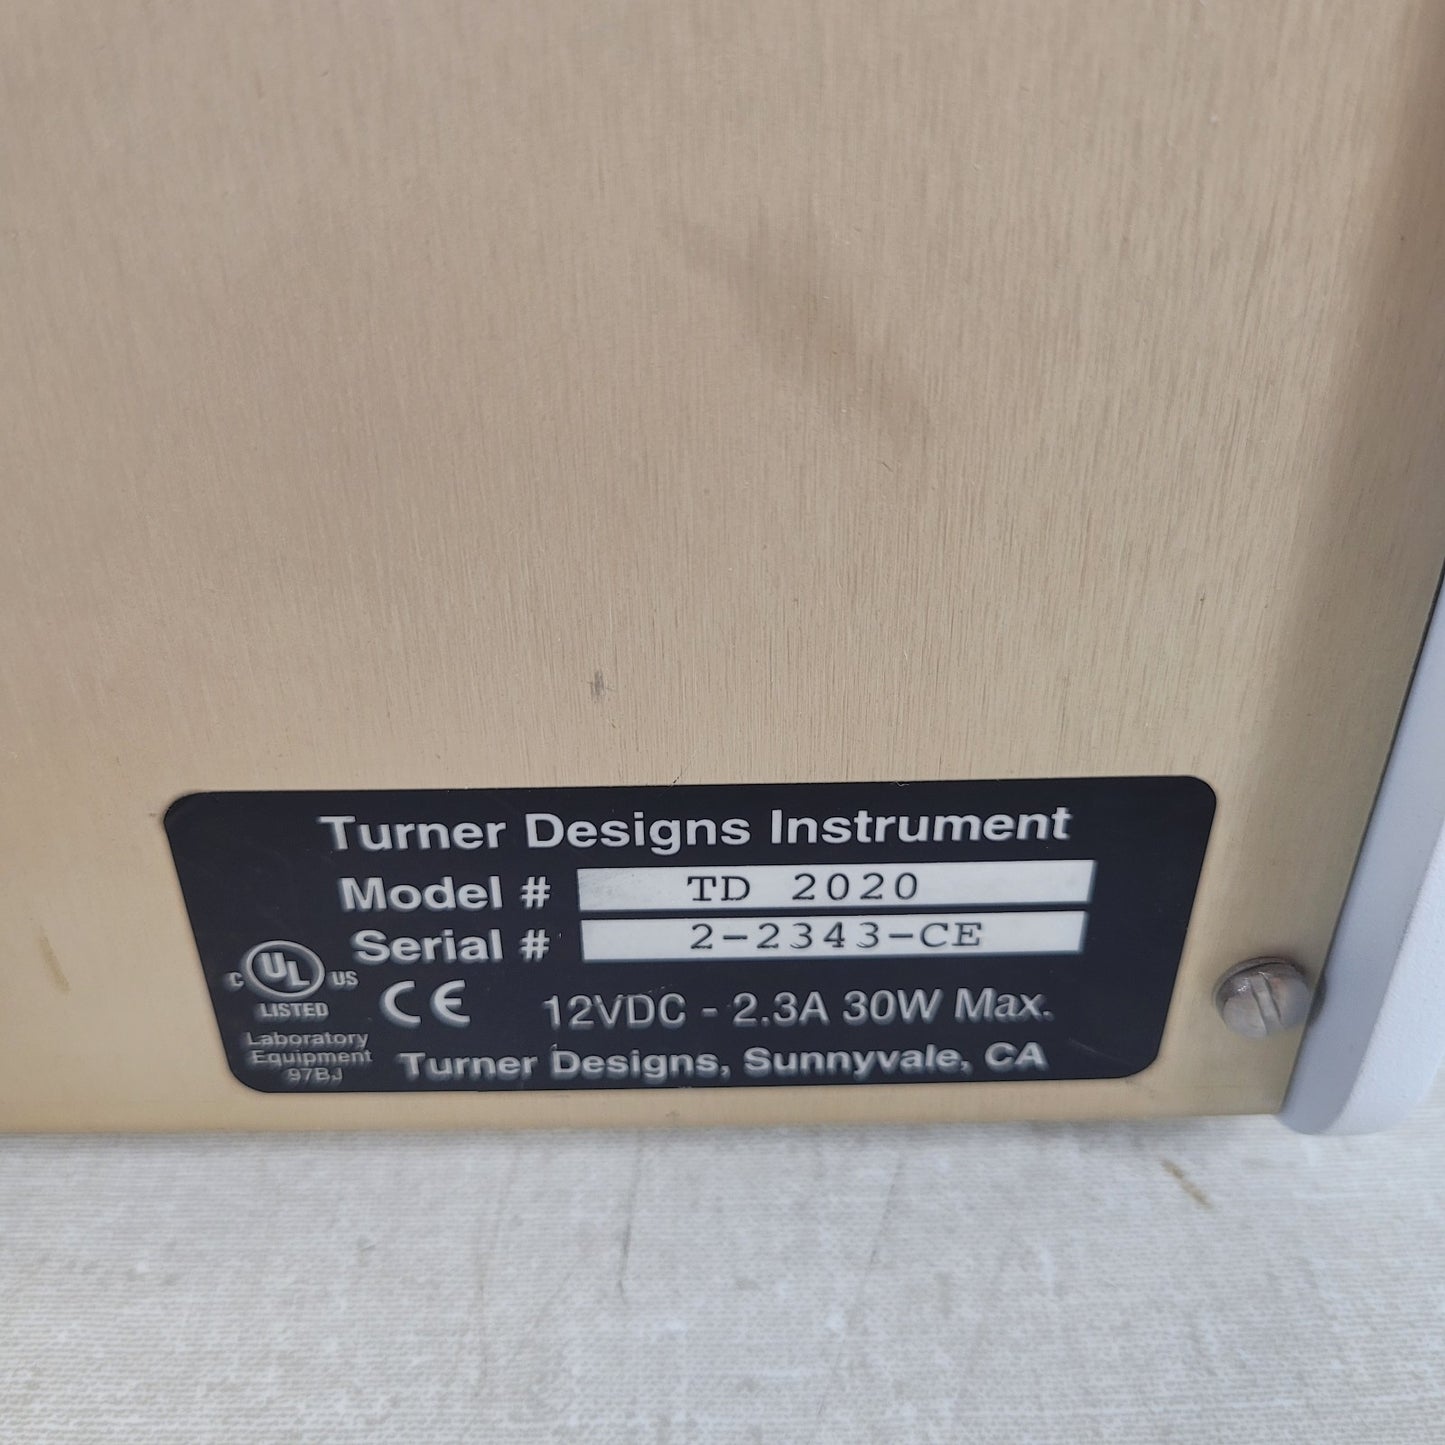 Turner Designs Instrument
Model # TD 2020
Serial # 2-2343-CE
C UL US
LISTED
CE 12VDC - 2.3A 30W Max.
Laboratory
Equipment
97BJ
Turner Designs, Sunnyvale, CA